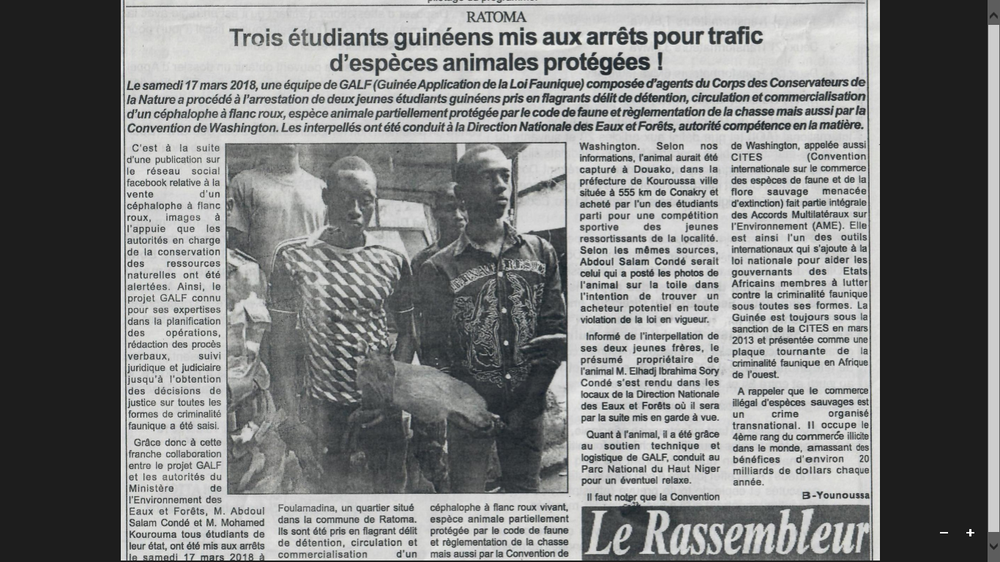 RATOMA
Trois étudiants guinéens mis aux arrêts pour trafic
d'espèces animales protégées !
Le samedi 17 mars 2018, une équipe de GALF (Guinée Application de la Loi Faunique) composée d'agents du Corps des Conservateurs de
la Nature a procédé à l'arrestation de deux jeunes étudiants guinéens pris en flagrants délit de détention, circulation et commercialisation
d'un céphalophe à flanc roux, espèce animale partiellement protégée par le code de faune et règlementation de la chasse mais aussi par la
Convention de Washington. Les interpellés ont été conduit à la Direction Nationale des Eaux et Forêts, autorité compétence en la matière.
C'est à la suite
d'une publication sur
le réseau social
facebook relative à la
vente d'un
céphalophe à flanc
roux, images à
l'appuie que les
autorités en charge
de la conservation
des ressources
naturelles ont été
alertées. Ainsi, le
projet GALF connu
pour ses expertises
dans la planification
des opérations,
rédaction des procès
verbaux, suivi
juridique et judiciaire
jusqu'à l'obtention
des décisions de
justice sur toutes les
formes de criminalité
faunique a été saisi.
Grâce donc à cette
franche collaboration
entre le projet GALF
et les autorités du
Ministère de
l'Environnement des
Eaux et Forêts, M. Abdoul
Salam Condé et M. Mohamed
Kourouma tous étudiants de
leur état, ont été mis aux arrêts
le samedi 17 mars 2018 à
Foulamadina, un quartier situé
dans la commune de Ratoma.
Ils sont été pris en flagrant délit
de détention, circulation et
commercialisation d'un
céphalophe à flanc roux vivant,
espèce animale partiellement
protégée par le code de faune
et règlementation de la chasse
mais aussi par la Convention de
Washington. Selon nos
informations, l'animal aurait été
capturé à Douako, dans la
préfecture de Kouroussa ville
située à 555 km de Conakry et
acheté par l'un des étudiants
parti pour une compétition
sportive des jeunes
ressortissants de la localité.
Selon les mêmes sources,
Abdoul Salam Condé serait
celui qui a posté les photos de
l'animal sur la toile dans
l'intention de trouver un
acheteur potentiel en toute
violation de la loi en vigueur.
Informé de l'interpellation de
ses deux jeunes frères, le
présumé propriétaire de
l'animal M. Elhadj Ibrahima Sory
Condé s'est rendu dans les
locaux de la Direction Nationale
des Eaux et Forêts où il sera
par la suite mis en garde à vue.
Quant à l'animal, il a été grâce
au soutien technique et
logistique de GALF, conduit au
Parc National du Haut Niger
pour un éventuel relaxe.
Il faut noter que la Convention
de Washington, appelée aussi
CITES (Convention
internationale sur le commerce
des espèces de faune et de la
flore sauvage menacée
d'extinction) fait partie intégrale
des Accords Multilatéraux sur
l'Environnement (AME). Elle
est ainsi l'un des outils
internationaux qui s'ajoute à la
loi nationale pour aider les
gouvernants des Etats
Africains membres à lutter
contre la criminalité faunique
sous toutes ses formes. La
Guinée est toujours sous la
sanction de la CITES en mars
2013 et présentée comme une
plaque tournante de la
criminalité faunique en Afrique
de l'ouest.
A rappeler que le commerce
illégal d'espèces sauvages est
un crime organisé
transnational. Il occupe le
4ème rang du commerce illicite
dans le monde, amassant des
bénéfices d'environ 20
milliards de dollars chaque
année.
B-Younoussa
Le Rassembleur